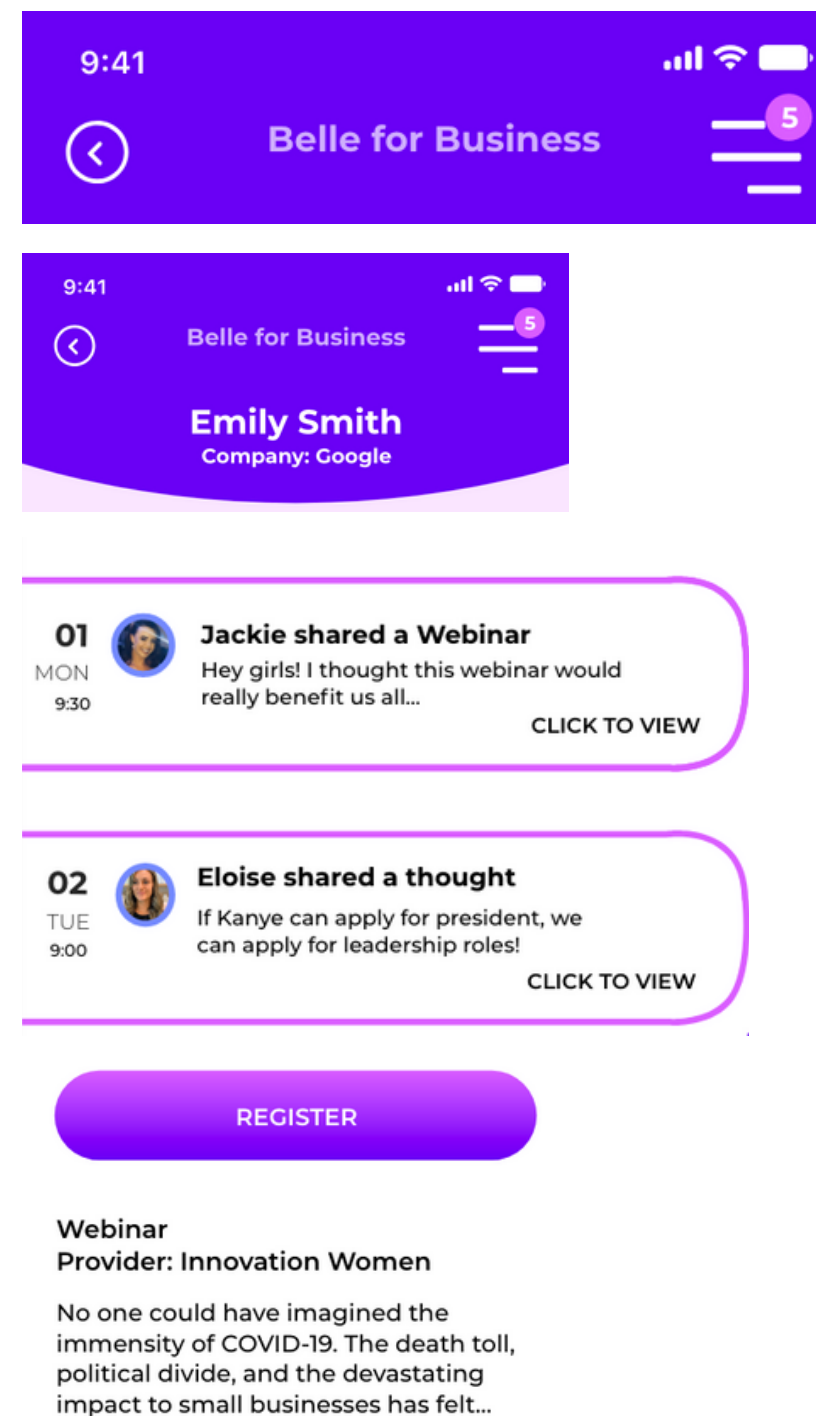 9:41
5
Belle for Business
9:41
5
Belle for Business
Emily Smith
Company: Google
01
MON
9:30
Jackie shared a Webinar
Hey girls! I thought this webinar would
really benefit us all...
CLICK TO VIEW
02
TUE
9:00
Eloise shared a thought
If Kanye can apply for president, we
can apply for leadership roles!
CLICK TO VIEW
REGISTER
Webinar
Provider: Innovation Women
No one could have imagined the
immensity of COVID-19. The death toll,
political divide, and the devastating
impact to small businesses has felt...